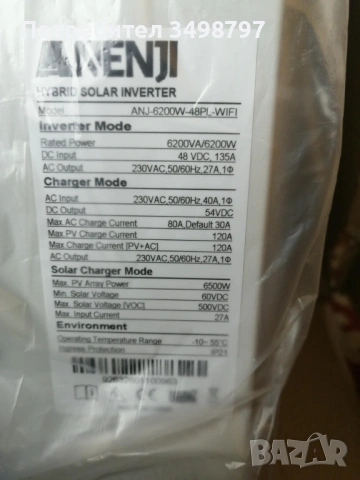 продавач 3498797
ANENJI
HYBRID SOLAR INVERTER
Model ANJ-6200W-48PL-WIFI
Inverter Mode
Rated Power 6200VA/6200W
DC Input 48 VDC, 135A
AC Output 230VAC,50/60HZ,27A,1Φ
Charger Mode
AC Input 230VAC,50/60HZ,40A,1Φ
DC Output 54VDC
Max AC Charge Current 80A,Default 30A
Max PV Charge Current 120A
Max Charge Current [PV+AC] 120A
AC Output 230VAC,50/60HZ,27A,1Φ
Solar Charger Mode
Max. PV Array Power 6500W
Min. Solar Voltage 60VDC
Max. Solar Voltage [VOC] 500VDC
Max. Input Current 27A
Environment
Operating Temperature Range -10~ 55℃
Ingress Protection IP21
BAZAR